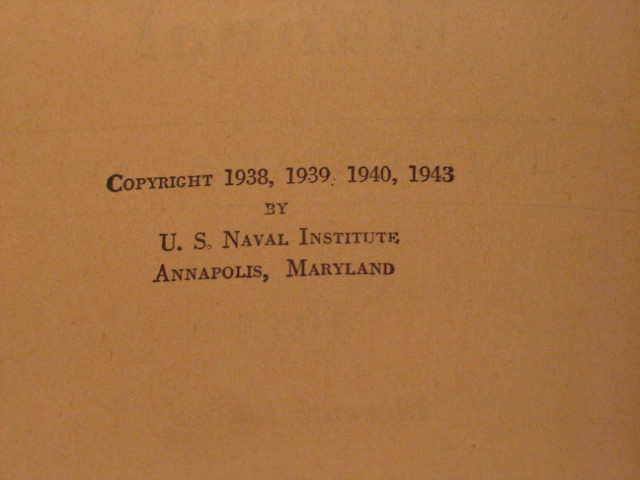 COPYRIGHT 1938, 1939, 1940, 1943
BY
U. S. NAVAL INSTITUTE
ANNAPOLIS, MARYLAND